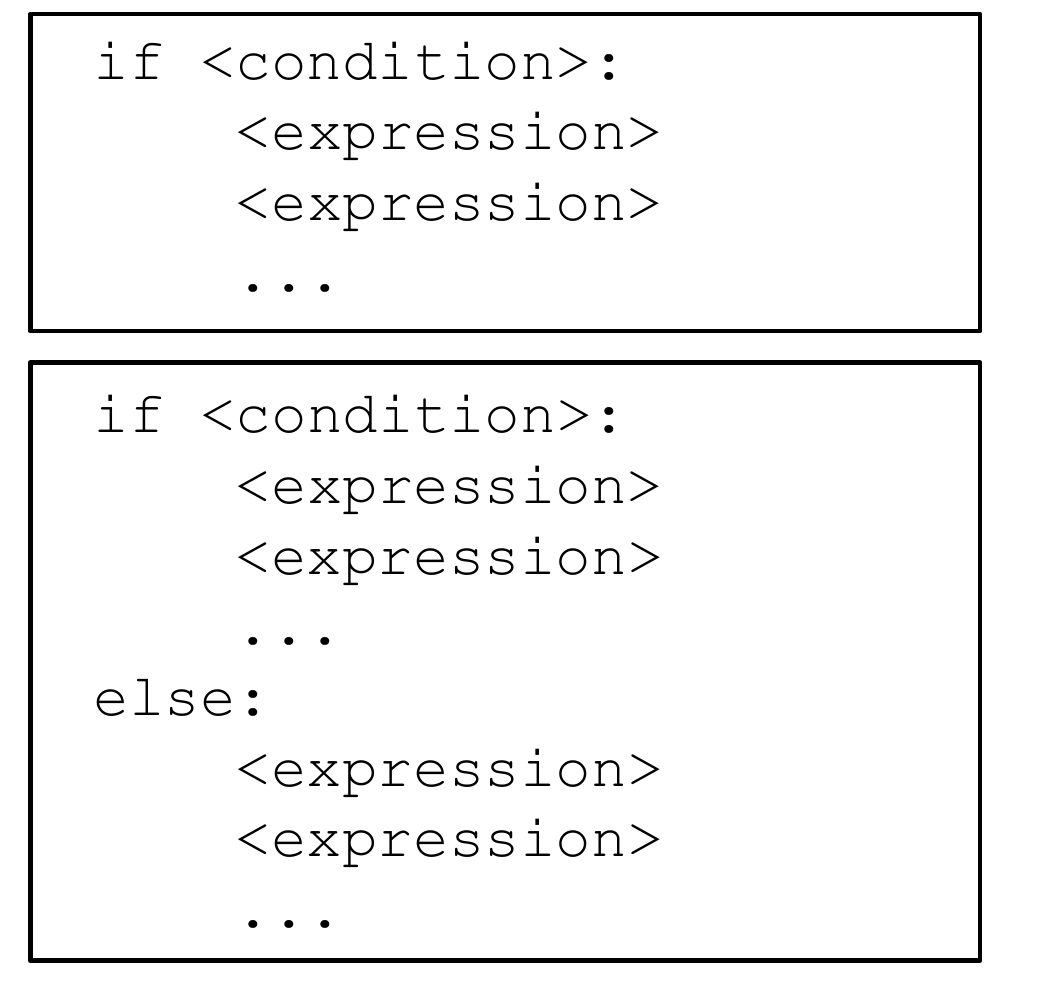 if <condition>:
    <expression>
    <expression>
    ...
if <condition>:
    <expression>
    <expression>
    ...
else:
    <expression>
    <expression>
    ...